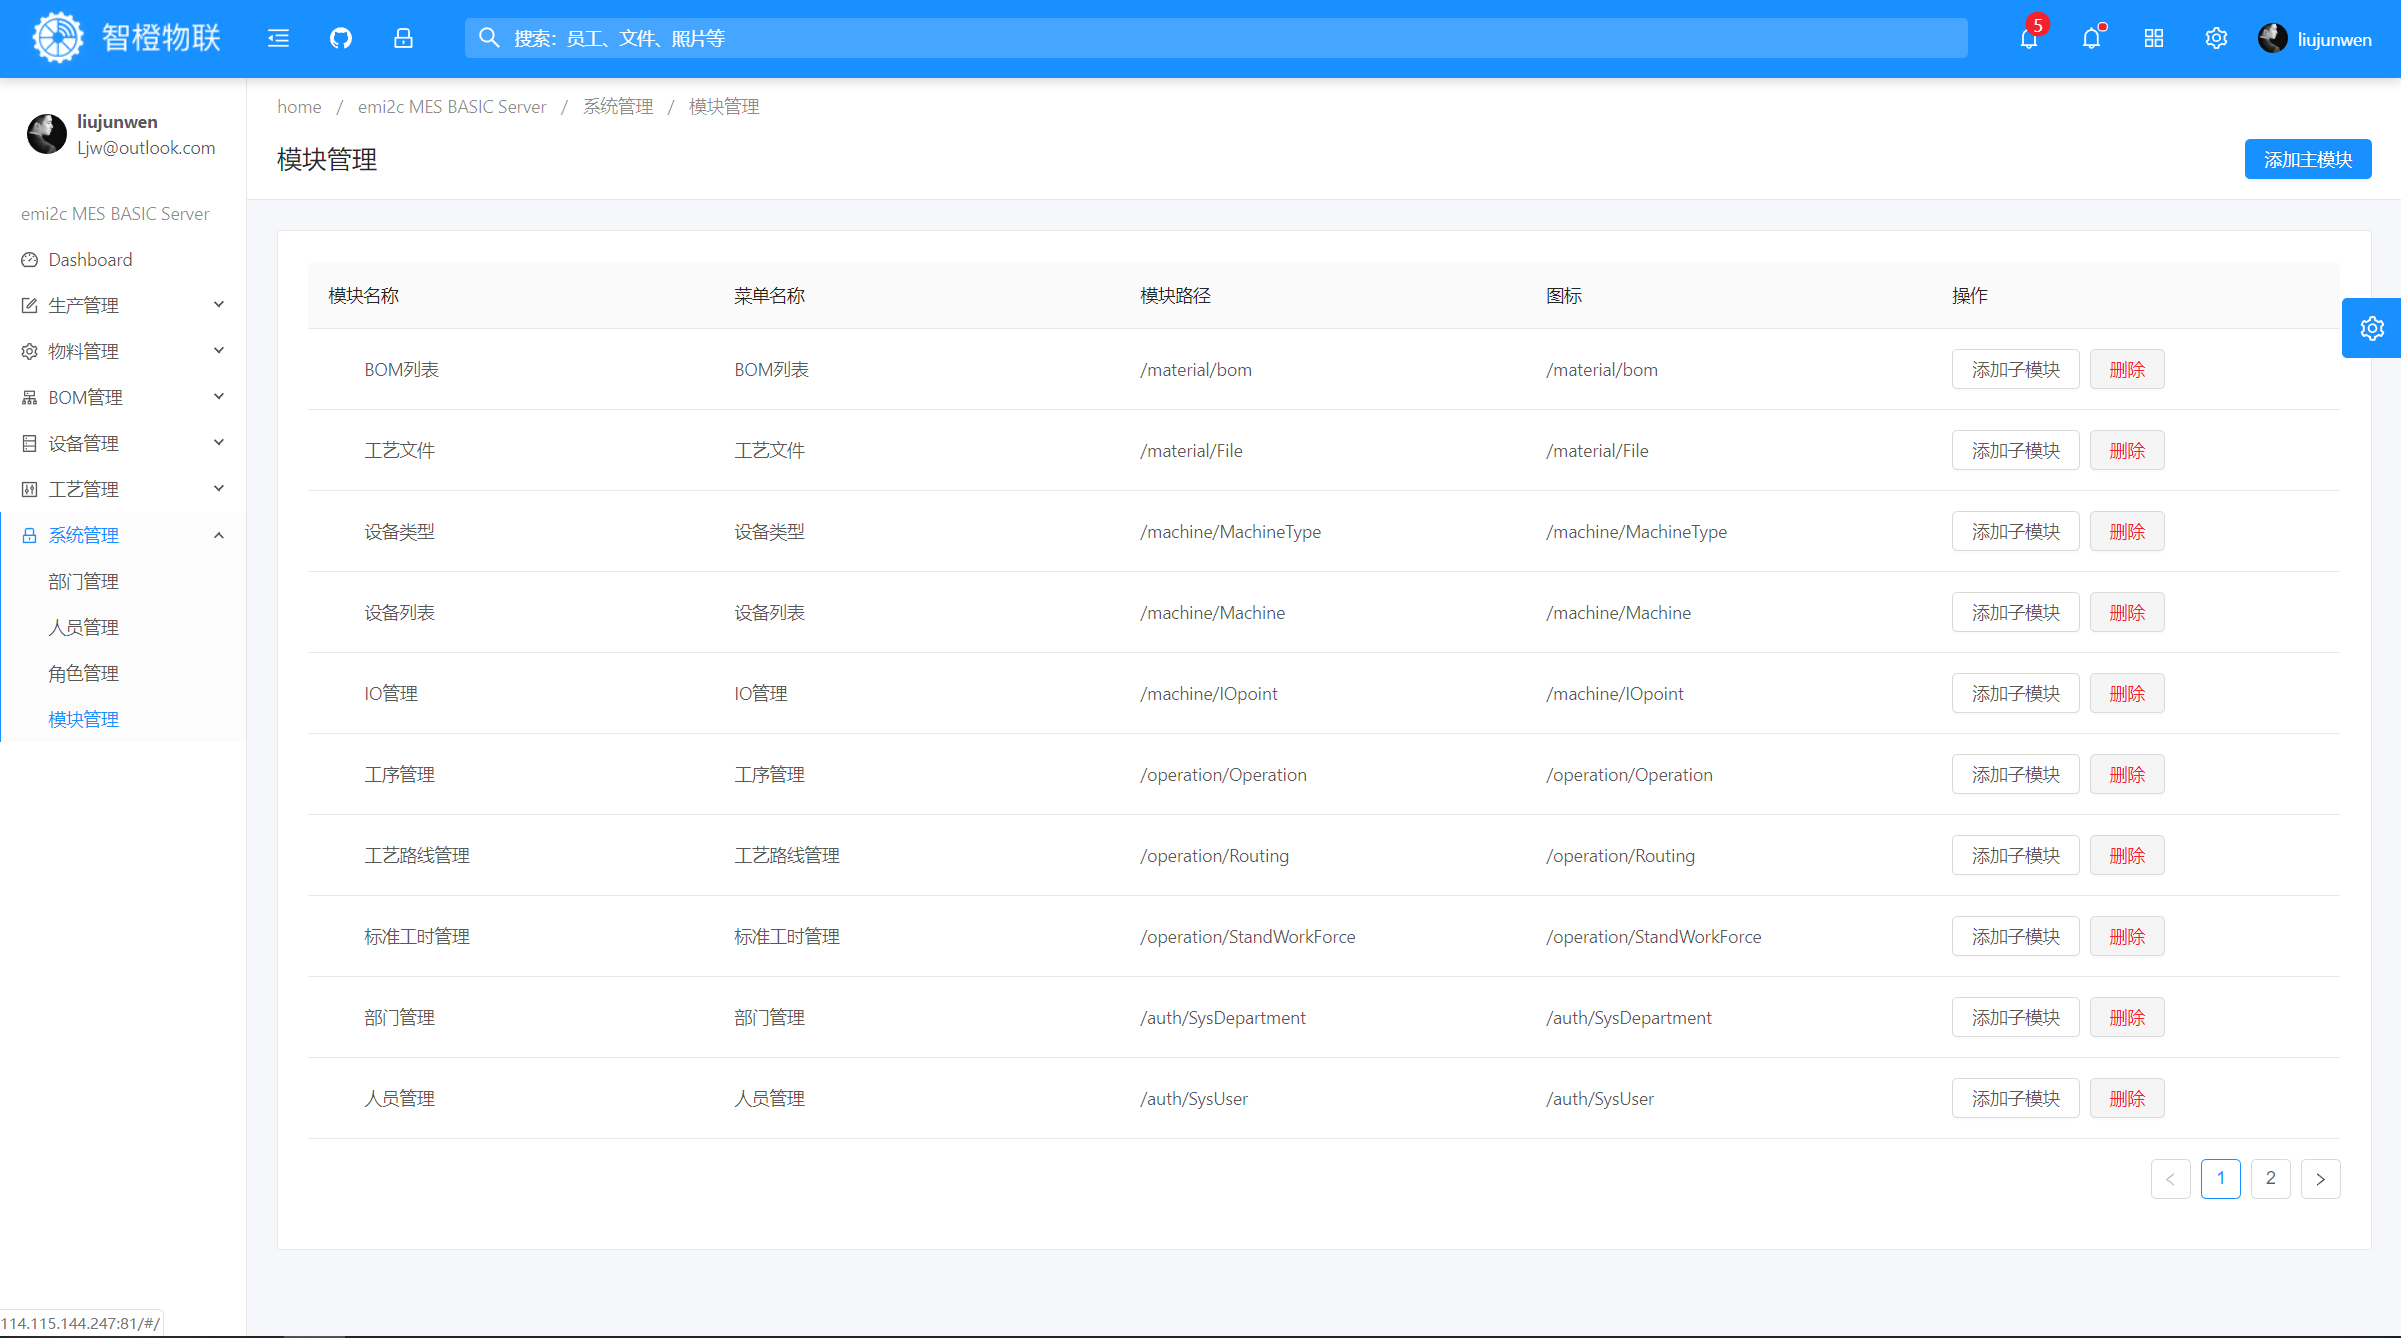 智橙物联
搜索：员工、文件、照片等
5
liujunwen
liujunwen
Ljw@outlook.com
emi2c MES BASIC Server
Dashboard
生产管理
物料管理
BOM管理
设备管理
工艺管理
系统管理
部门管理
人员管理
角色管理
模块管理
home / emi2c MES BASIC Server / 系统管理 / 模块管理
模块管理
添加主模块
模块名称 菜单名称 模块路径 图标 操作
BOM列表 BOM列表 /material/bom /material/bom 添加子模块 删除
工艺文件 工艺文件 /material/File /material/File 添加子模块 删除
设备类型 设备类型 /machine/MachineType /machine/MachineType 添加子模块 删除
设备列表 设备列表 /machine/Machine /machine/Machine 添加子模块 删除
IO管理 IO管理 /machine/IOpoint /machine/IOpoint 添加子模块 删除
工序管理 工序管理 /operation/Operation /operation/Operation 添加子模块 删除
工艺路线管理 工艺路线管理 /operation/Routing /operation/Routing 添加子模块 删除
标准工时管理 标准工时管理 /operation/StandWorkForce /operation/StandWorkForce 添加子模块 删除
部门管理 部门管理 /auth/SysDepartment /auth/SysDepartment 添加子模块 删除
人员管理 人员管理 /auth/SysUser /auth/SysUser 添加子模块 删除
< 1 2 >
114.115.144.247:81/#/